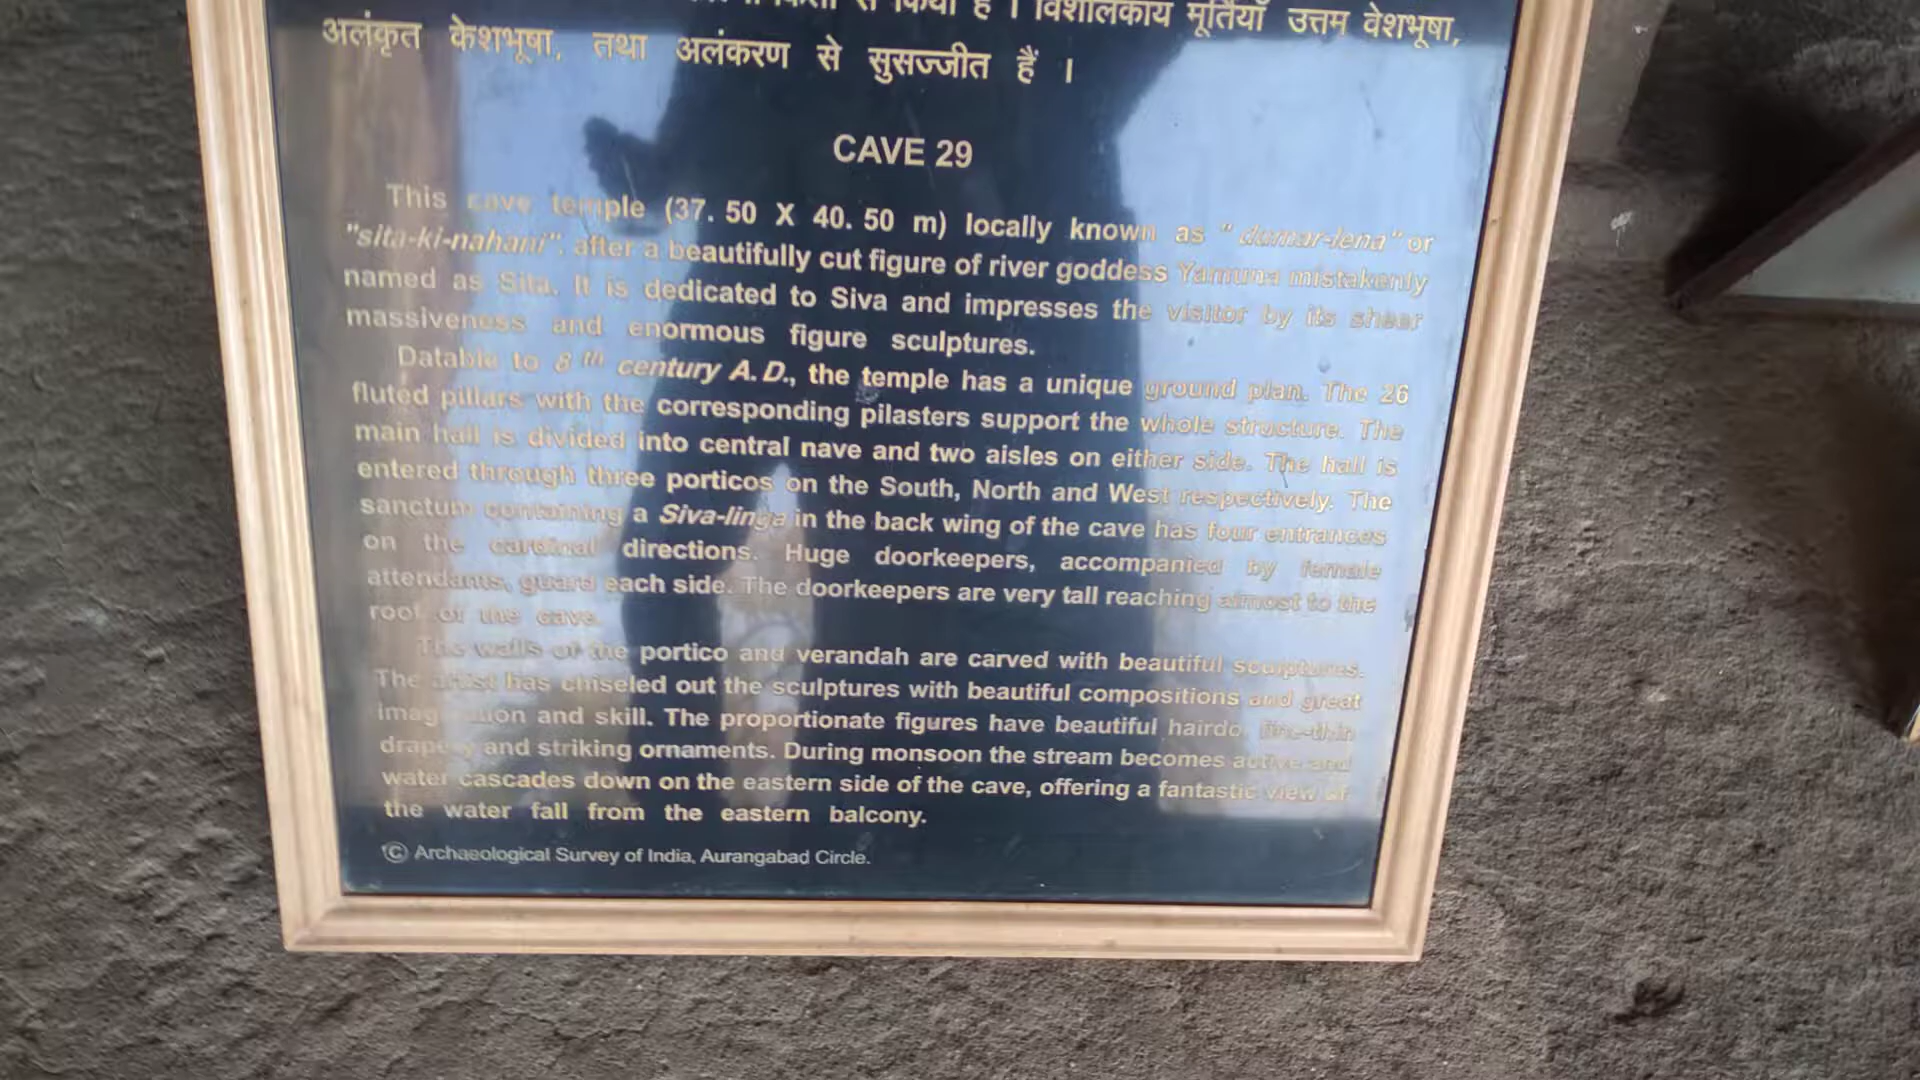 से किया है । विशालकाय मूर्तियाँ उत्तम वेशभूषा,
अलंकृत केशभूषा, तथा अलंकरण से सुसज्जीत हैं ।
CAVE 29
This cave temple (37. 50 X 40. 50 m) locally known as "dumar-lena" or
"sita-ki-nahani", after a beautifully cut figure of river goddess Yamuna mistakenly
named as Sita. It is dedicated to Siva and impresses the visitor by its shear
massiveness and enormous figure sculptures.
Datable to 8 th century A.D., the temple has a unique ground plan. The 26
fluted pillars with the corresponding pilasters support the whole structure. The
main hall is divided into central nave and two aisles on either side. The hall is
entered through three porticos on the South, North and West respectively. The
sanctum containing a Siva-linga in the back wing of the cave has four entrances
on the cardinal directions. Huge doorkeepers, accompanied by female
attendants, guard each side. The doorkeepers are very tall reaching almost to the
roof of the cave.
The walls of the portico and verandah are carved with beautiful sculptures.
The artist has chiseled out the sculptures with beautiful compositions and great
imagination and skill. The proportionate figures have beautiful hairdo, fine-thin
drapery and striking ornaments. During monsoon the stream becomes active and
water cascades down on the eastern side of the cave, offering a fantastic view of
the water fall from the eastern balcony.
© Archaeological Survey of India, Aurangabad Circle.